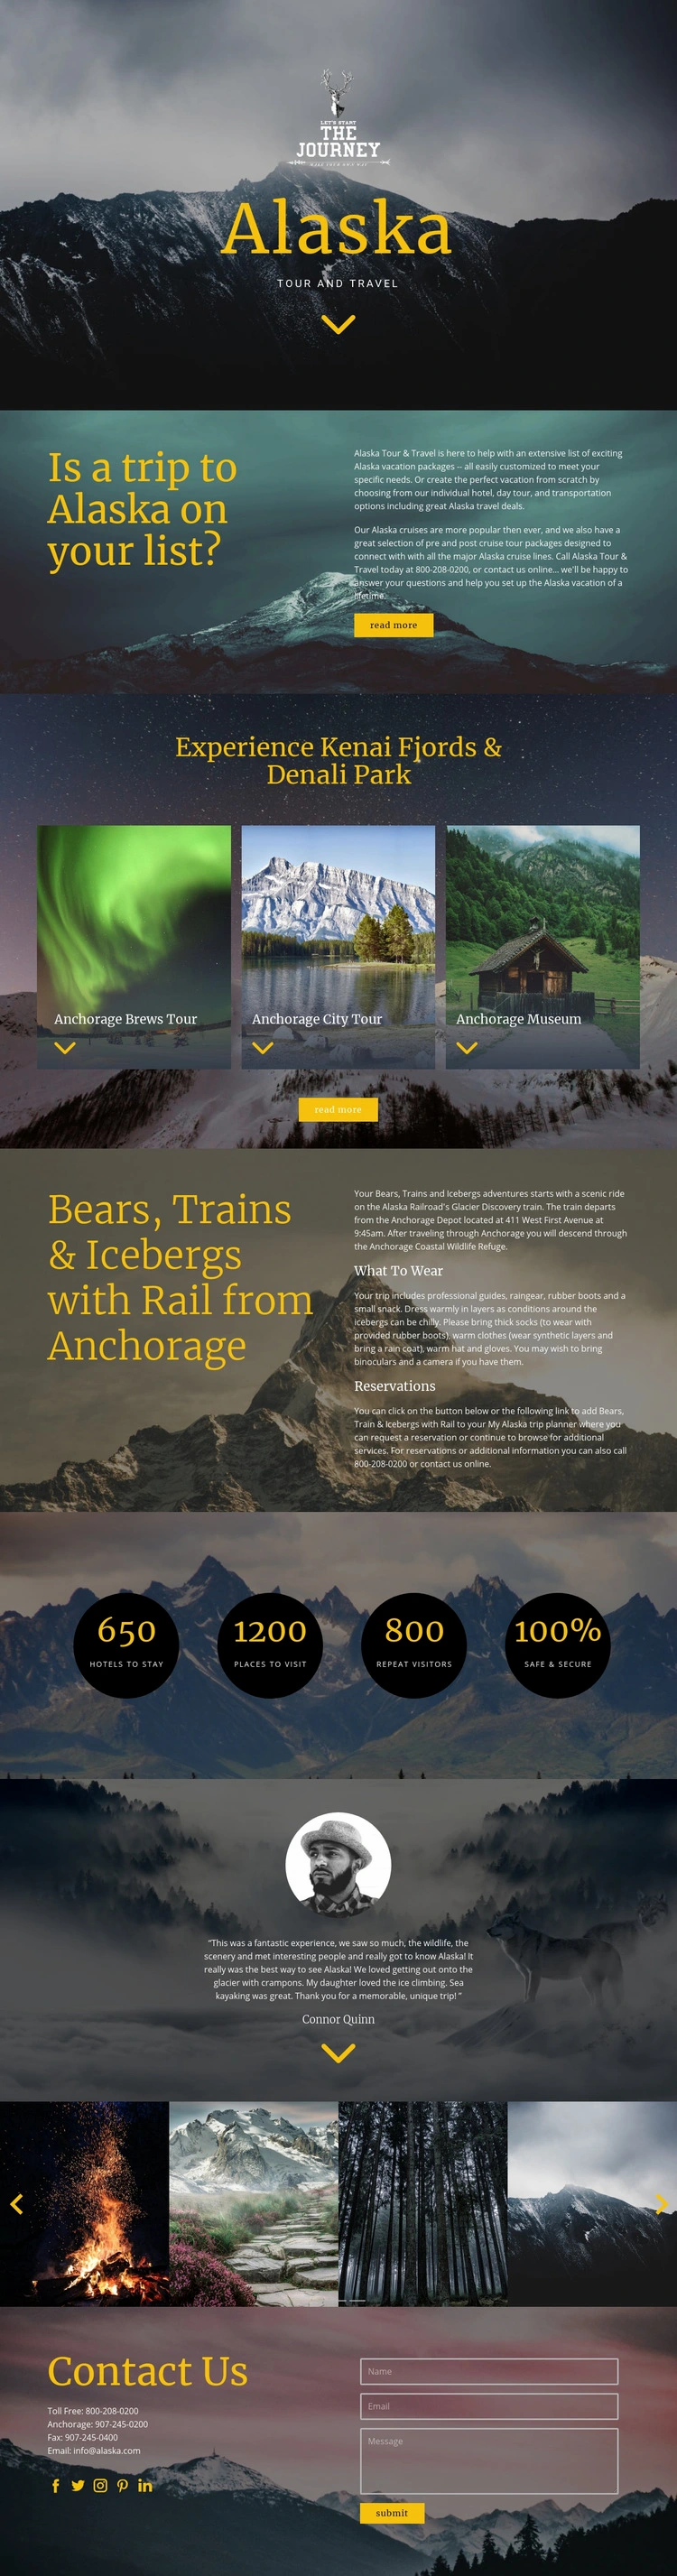 LET'S START
THE
JOURNEY
MAKE YOUR OWN WAY
Alaska
TOUR AND TRAVEL
Is a trip to
Alaska on
your list?
Alaska Tour & Travel is here to help with an extensive list of exciting
Alaska vacation packages -- all easily customized to meet your
specific needs. Or create the perfect vacation from scratch by
choosing from our individual hotel, day tour, and transportation
options including great Alaska travel deals.
Our Alaska cruises are more popular then ever, and we also have a
great selection of pre and post cruise tour packages designed to
connect with with all the major Alaska cruise lines. Call Alaska Tour &
Travel today at 800-208-0200, or contact us online... we'll be happy to
answer your questions and help you set up the Alaska vacation of a
lifetime.
read more
Experience Kenai Fjords &
Denali Park
Anchorage Brews Tour
Anchorage City Tour
Anchorage Museum
read more
Bears, Trains
& Icebergs
with Rail from
Anchorage
Your Bears, Trains and Icebergs adventures starts with a scenic ride
on the Alaska Railroad's Glacier Discovery train. The train departs
from the Anchorage Depot located at 411 West First Avenue at
9:45am. After traveling through Anchorage you will descend through
the Anchorage Coastal Wildlife Refuge.
What To Wear
Your trip includes professional guides, raingear, rubber boots and a
small snack. Dress warmly in layers as conditions around the
icebergs can be chilly. Please bring thick socks (to wear with
provided rubber boots), warm clothes (wear synthetic layers and
bring a rain coat), warm hat and gloves. You may wish to bring
binoculars and a camera if you have them.
Reservations
You can click on the button below or the following link to add Bears,
Train & Icebergs with Rail to your My Alaska trip planner where you
can request a reservation or continue to browse for additional
services. For reservations or additional information you can also call
800-208-0200 or contact us online.
650
HOTELS TO STAY
1200
PLACES TO VISIT
800
REPEAT VISITORS
100%
SAFE & SECURE
"This was a fantastic experience, we saw so much, the wildlife, the
scenery and met interesting people and really got to know Alaska! It
really was the best way to see Alaska! We loved getting out onto the
glacier with crampons. My daughter loved the ice climbing. Sea
kayaking was great. Thank you for a memorable, unique trip! "
Connor Quinn
Contact Us
Toll Free: 800-208-0200
Anchorage: 907-245-0200
Fax: 907-245-0400
Email: info@alaska.com
Name
Email
Message
submit